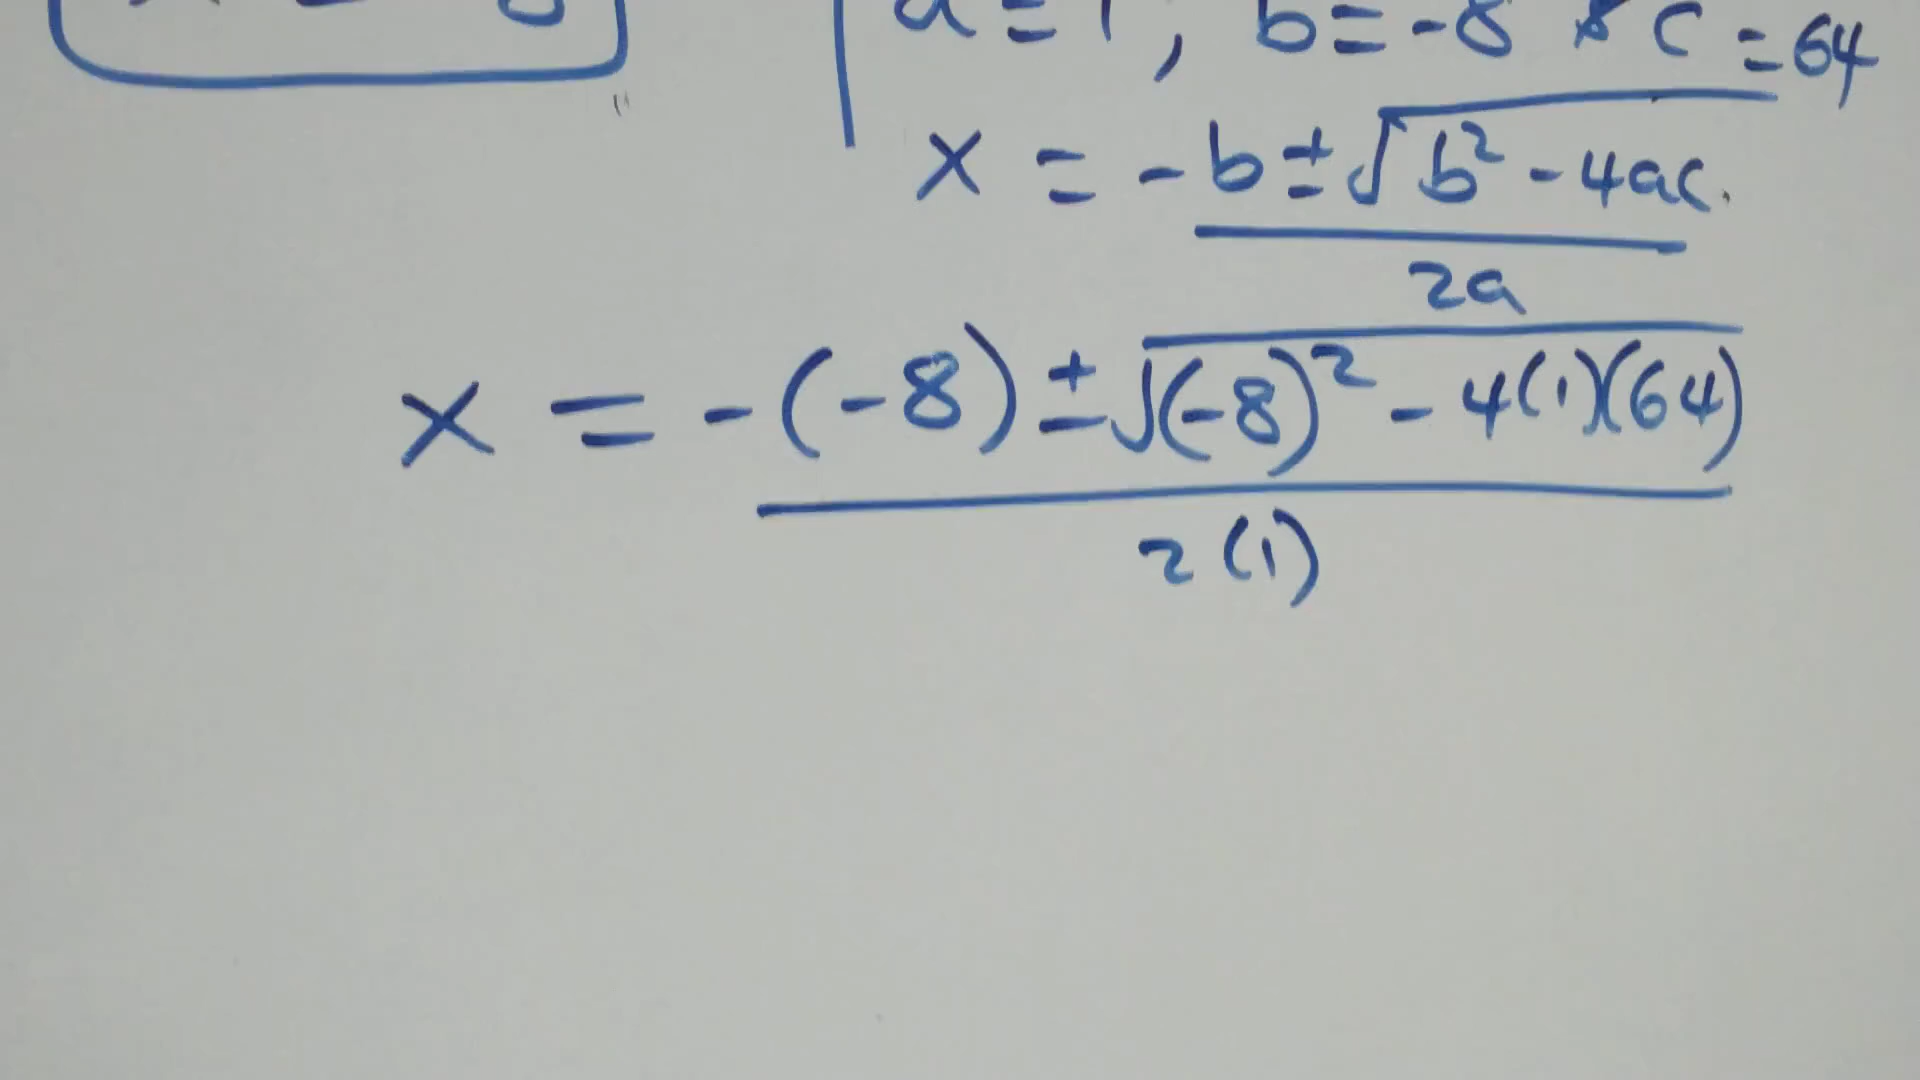 a = 1, b = -8 & c = 64
x = -b ± √b² - 4ac
2a
x = -(-8) ± √(-8)² - 4(1)(64)
2(1)